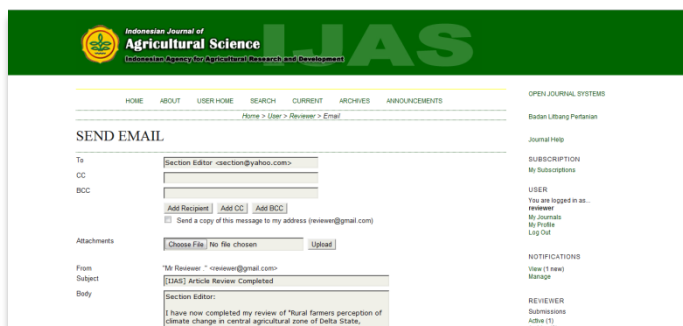 Indonesian Journal of
Agricultural Science
Indonesian Agency for Agricultural Research and Development
IJAS
HOME ABOUT USER HOME SEARCH CURRENT ARCHIVES ANNOUNCEMENTS
Home > User > Reviewer > Email
SEND EMAIL
To
Section Editor <section@yahoo.com>
CC
BCC
Add Recipient Add CC Add BCC
Send a copy of this message to my address (reviewer@gmail.com)
Attachments
Choose File No file chosen Upload
From "Mr Reviewer ." <reviewer@gmail.com>
Subject [IJAS] Article Review Completed
Body Section Editor:
I have now completed my review of "Rural farmers perception of
climate change in central agricultural zone of Delta State,
OPEN JOURNAL SYSTEMS
Badan Litbang Pertanian
Journal Help
SUBSCRIPTION
My Subscriptions
USER
You are logged in as...
reviewer
My Journals
My Profile
Log Out
NOTIFICATIONS
View (1 new)
Manage
REVIEWER
Submissions
Active (1)